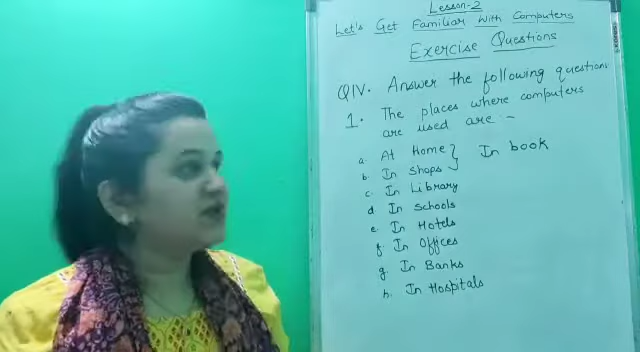 Lesson-2
Let's Get Familiar With Computers
Exercise Questions
QIV. Answer the following questions
1. The places where computers
are used are :-
a. At Home } In book
b. In Shops
c. In Library
d In Schools
e. In Hotels
f. In Offices
g. In Banks
h. In Hospitals